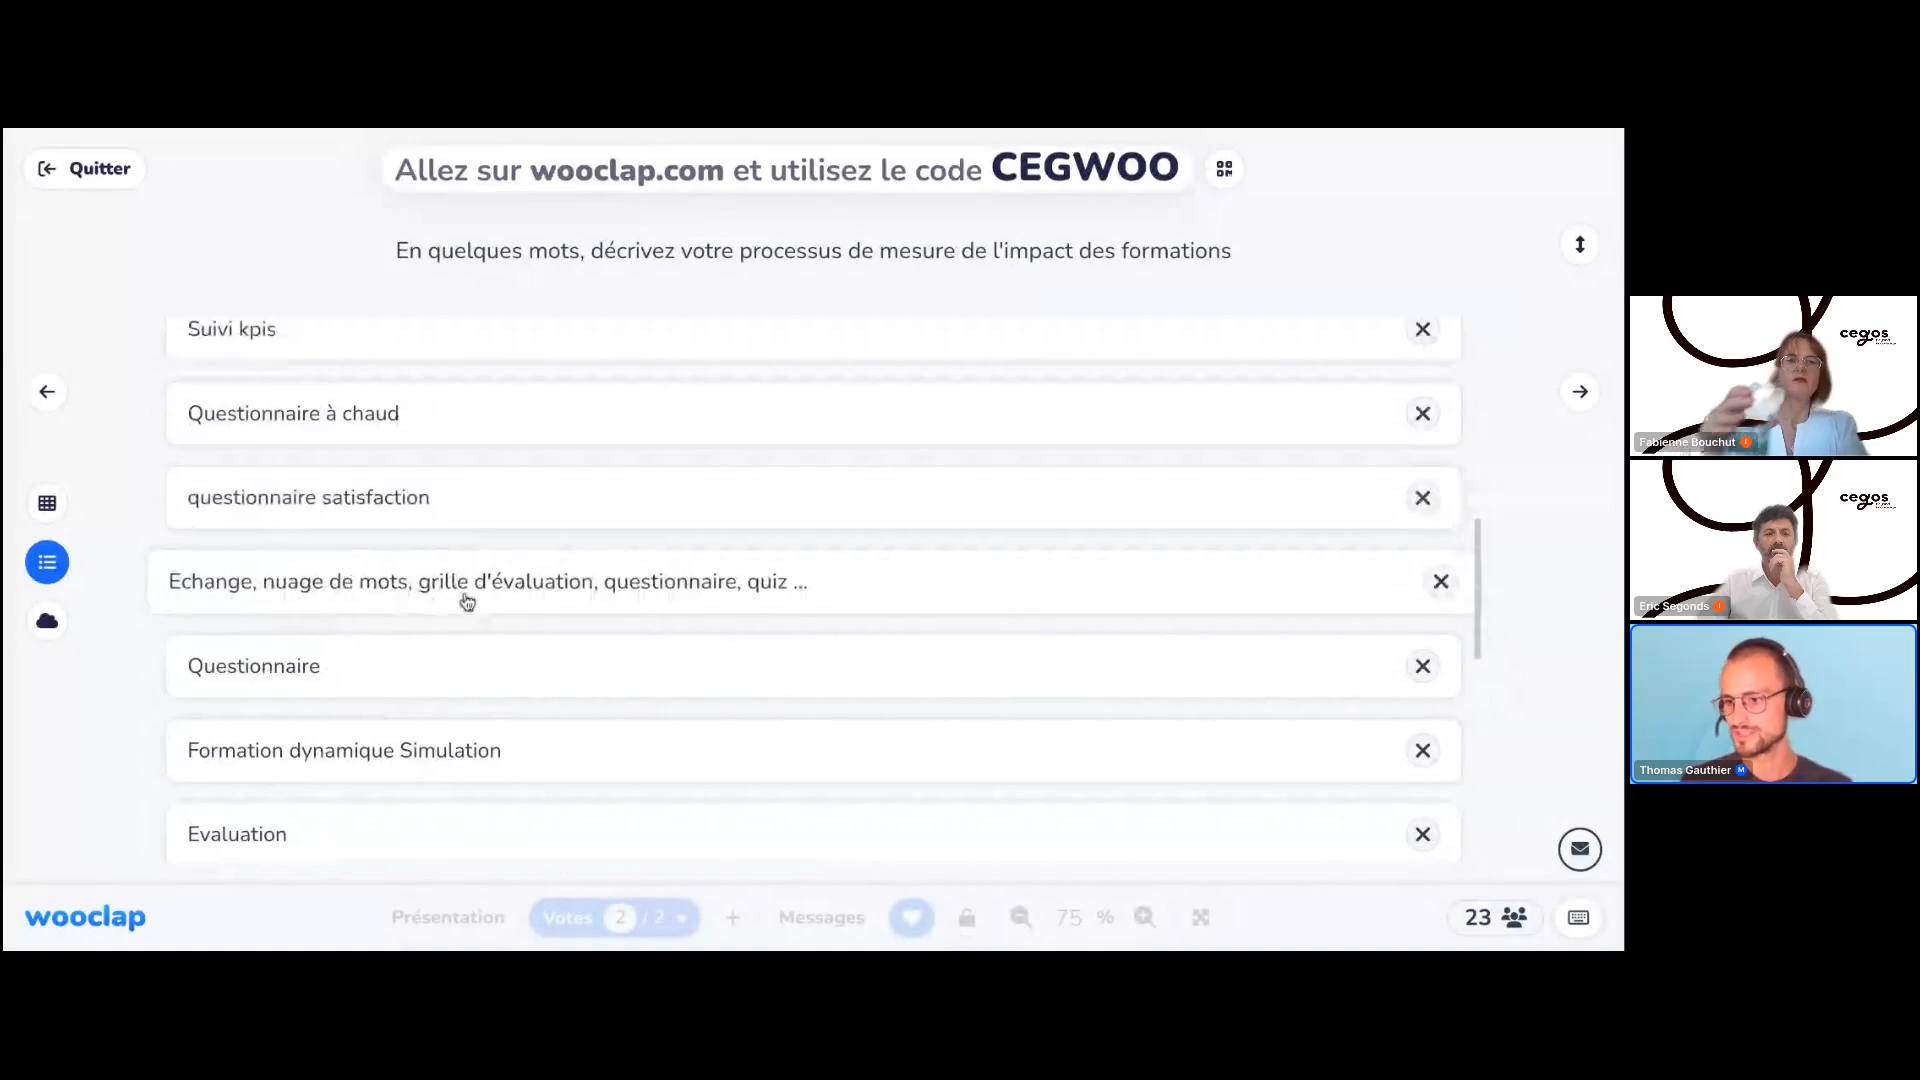 Quitter
Allez sur wooclap.com et utilisez le code CEGWOO
En quelques mots, décrivez votre processus de mesure de l'impact des formations
Suivi kpis
Questionnaire à chaud
questionnaire satisfaction
Echange, nuage de mots, grille d'évaluation, questionnaire, quiz ...
Questionnaire
Formation dynamique Simulation
Evaluation
wooclap
Présentation
Votes 2 / 2
Messages
75 %
23
cegos
Fabienne Bouchut
cegos
Eric Segonds
Thomas Gauthier M